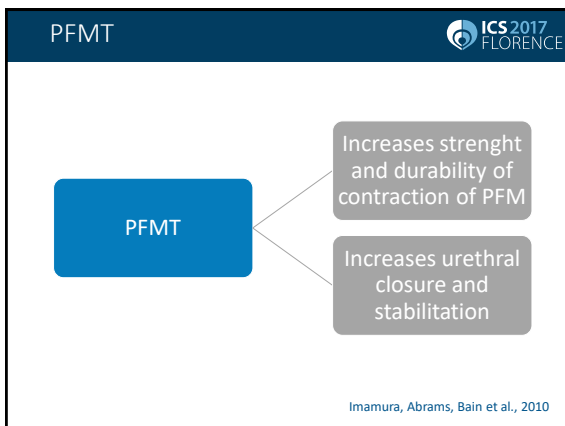 PFMT
ICS 2017
FLORENCE
Increases strenght
and durability of
contraction of PFM
PFMT
Increases urethral
closure and
stabilitation
Imamura, Abrams, Bain et al., 2010